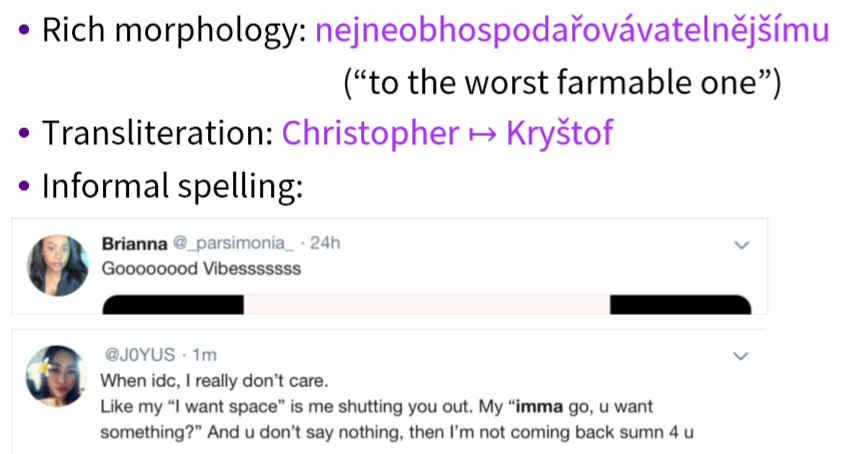 • Rich morphology: nejneobhospodařovávatelnějšímu
(“to the worst farmable one”)
• Transliteration: Christopher ↦ Kryštof
• Informal spelling:
Brianna @_parsimonia_ · 24h
Goooooood Vibesssssss
@J0YUS · 1m
When idc, I really don’t care.
Like my “I want space” is me shutting you out. My “imma go, u want
something?” And u don’t say nothing, then I’m not coming back sumn 4 u